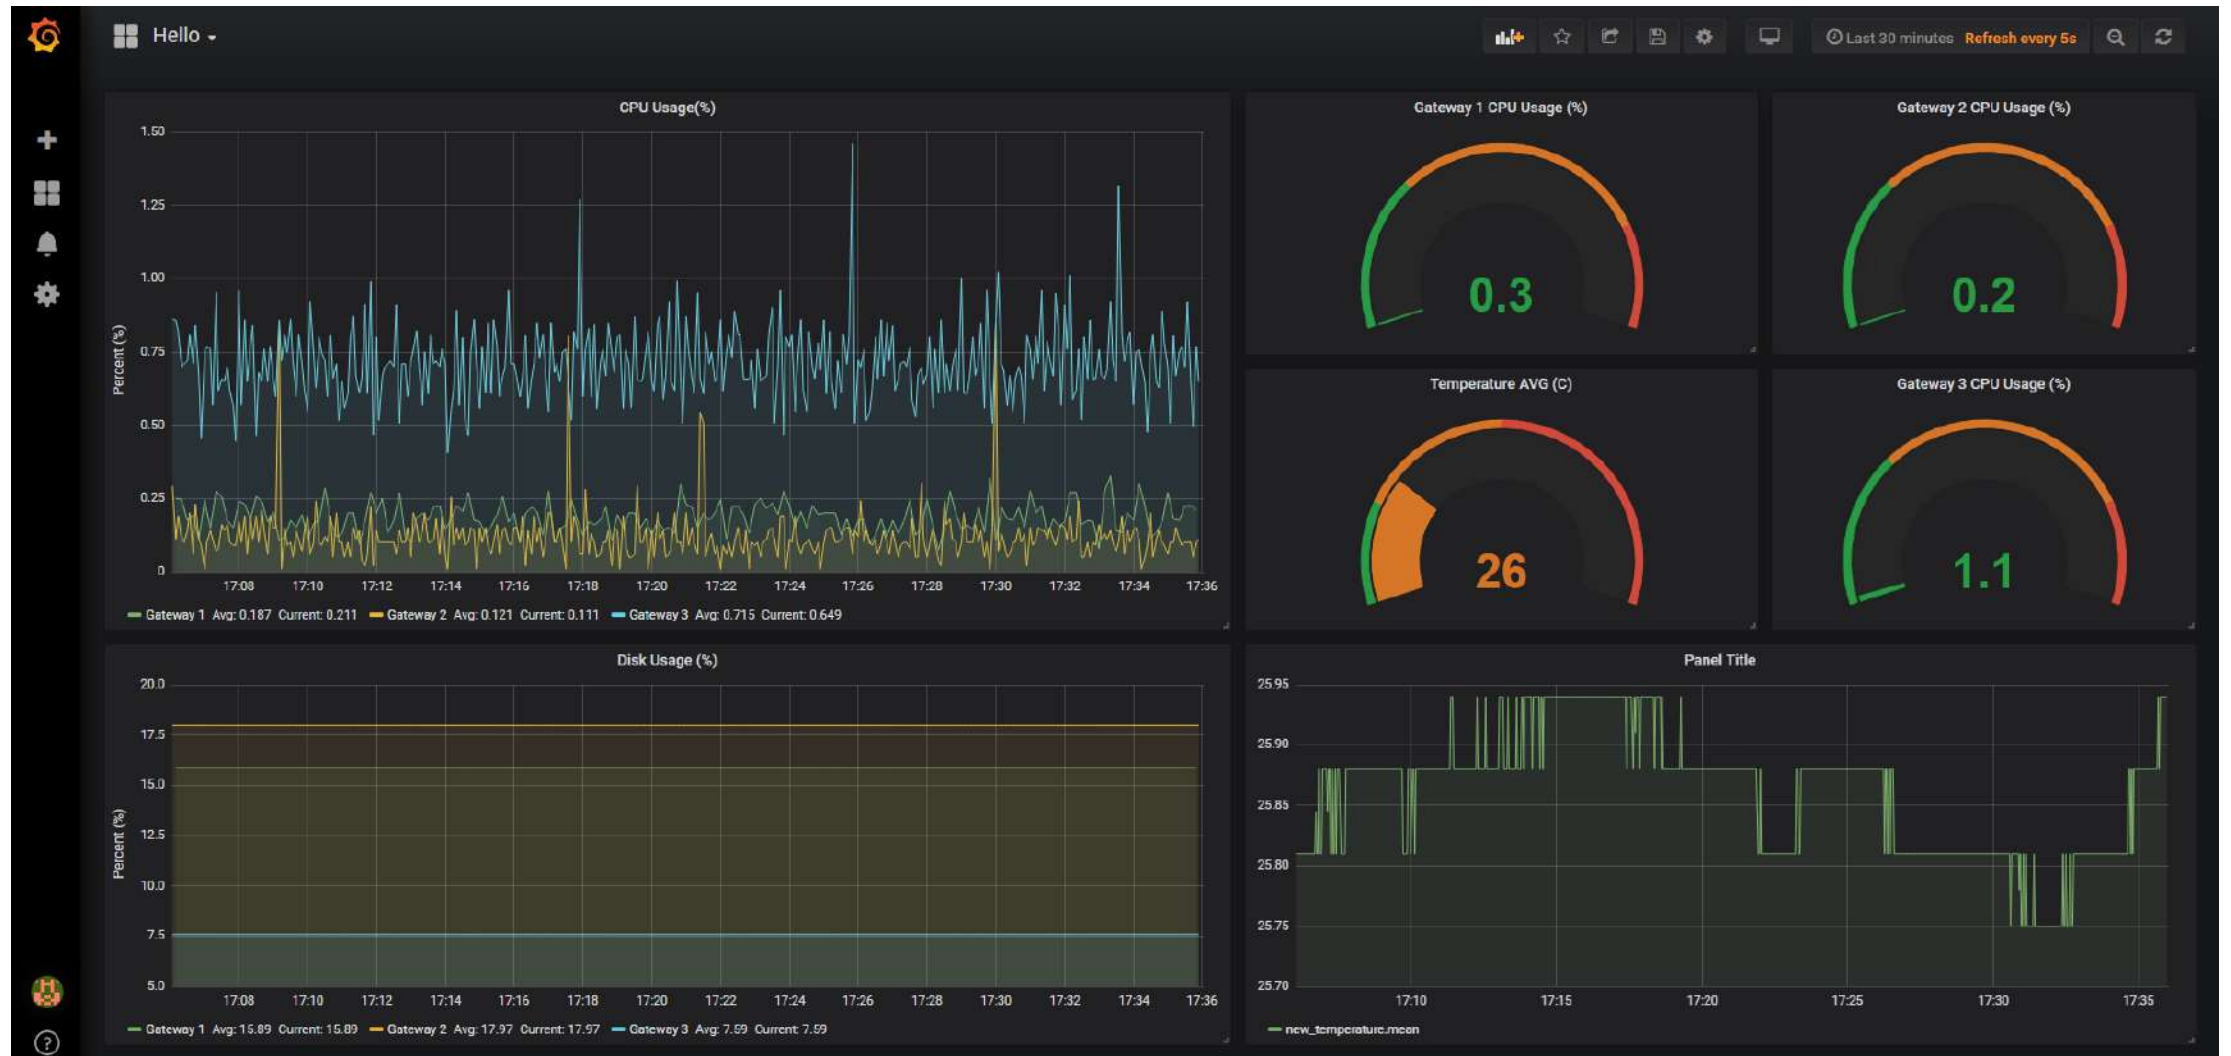 Hello
Last 30 minutes Refresh every 5s
CPU Usage(%)
1.50
1.25
1.00
0.75
0.50
0.25
0
Percent (%)
17:08 17:10 17:12 17:14 17:16 17:18 17:20 17:22 17:24 17:26 17:28 17:30 17:32 17:34 17:36
Gateway 1 Avg: 0.187 Current: 0.211 Gateway 2 Avg: 0.121 Current: 0.111 Gateway 3 Avg: 0.715 Current: 0.649
Gateway 1 CPU Usage (%)
0.3
Gateway 2 CPU Usage (%)
0.2
Temperature AVG (C)
26
Gateway 3 CPU Usage (%)
1.1
Disk Usage (%)
20.0
17.5
15.0
12.5
10.0
7.5
5.0
Percent (%)
17:08 17:10 17:12 17:14 17:16 17:18 17:20 17:22 17:24 17:26 17:28 17:30 17:32 17:34 17:36
Gateway 1 Avg: 15.89 Current: 15.89 Gateway 2 Avg: 17.97 Current: 17.97 Gateway 3 Avg: 7.59 Current: 7.59
Panel Title
25.95
25.90
25.85
25.80
25.75
25.70
17:10 17:15 17:20 17:25 17:30 17:35
new_temperature.mean